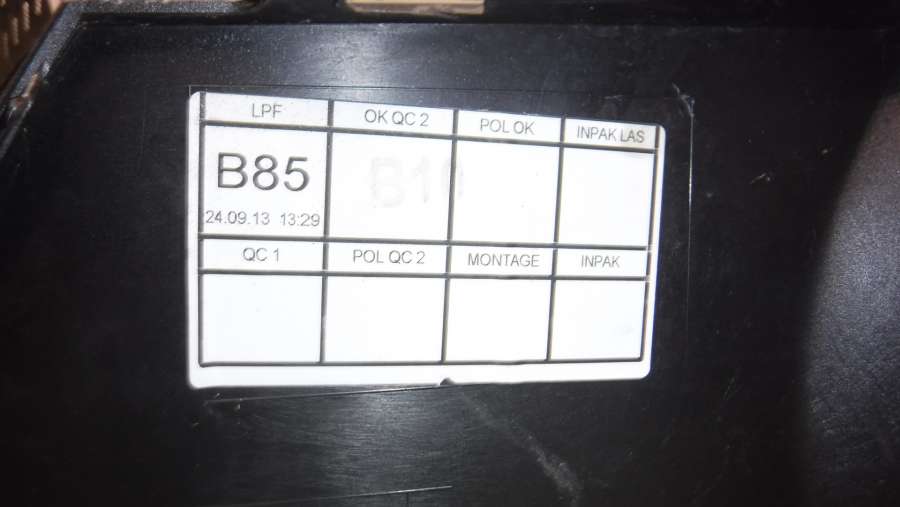 LPF OK QC 2 POL OK INPAK LAS
B85
24.09.13 13:29
QC 1 POL QC 2 MONTAGE INPAK